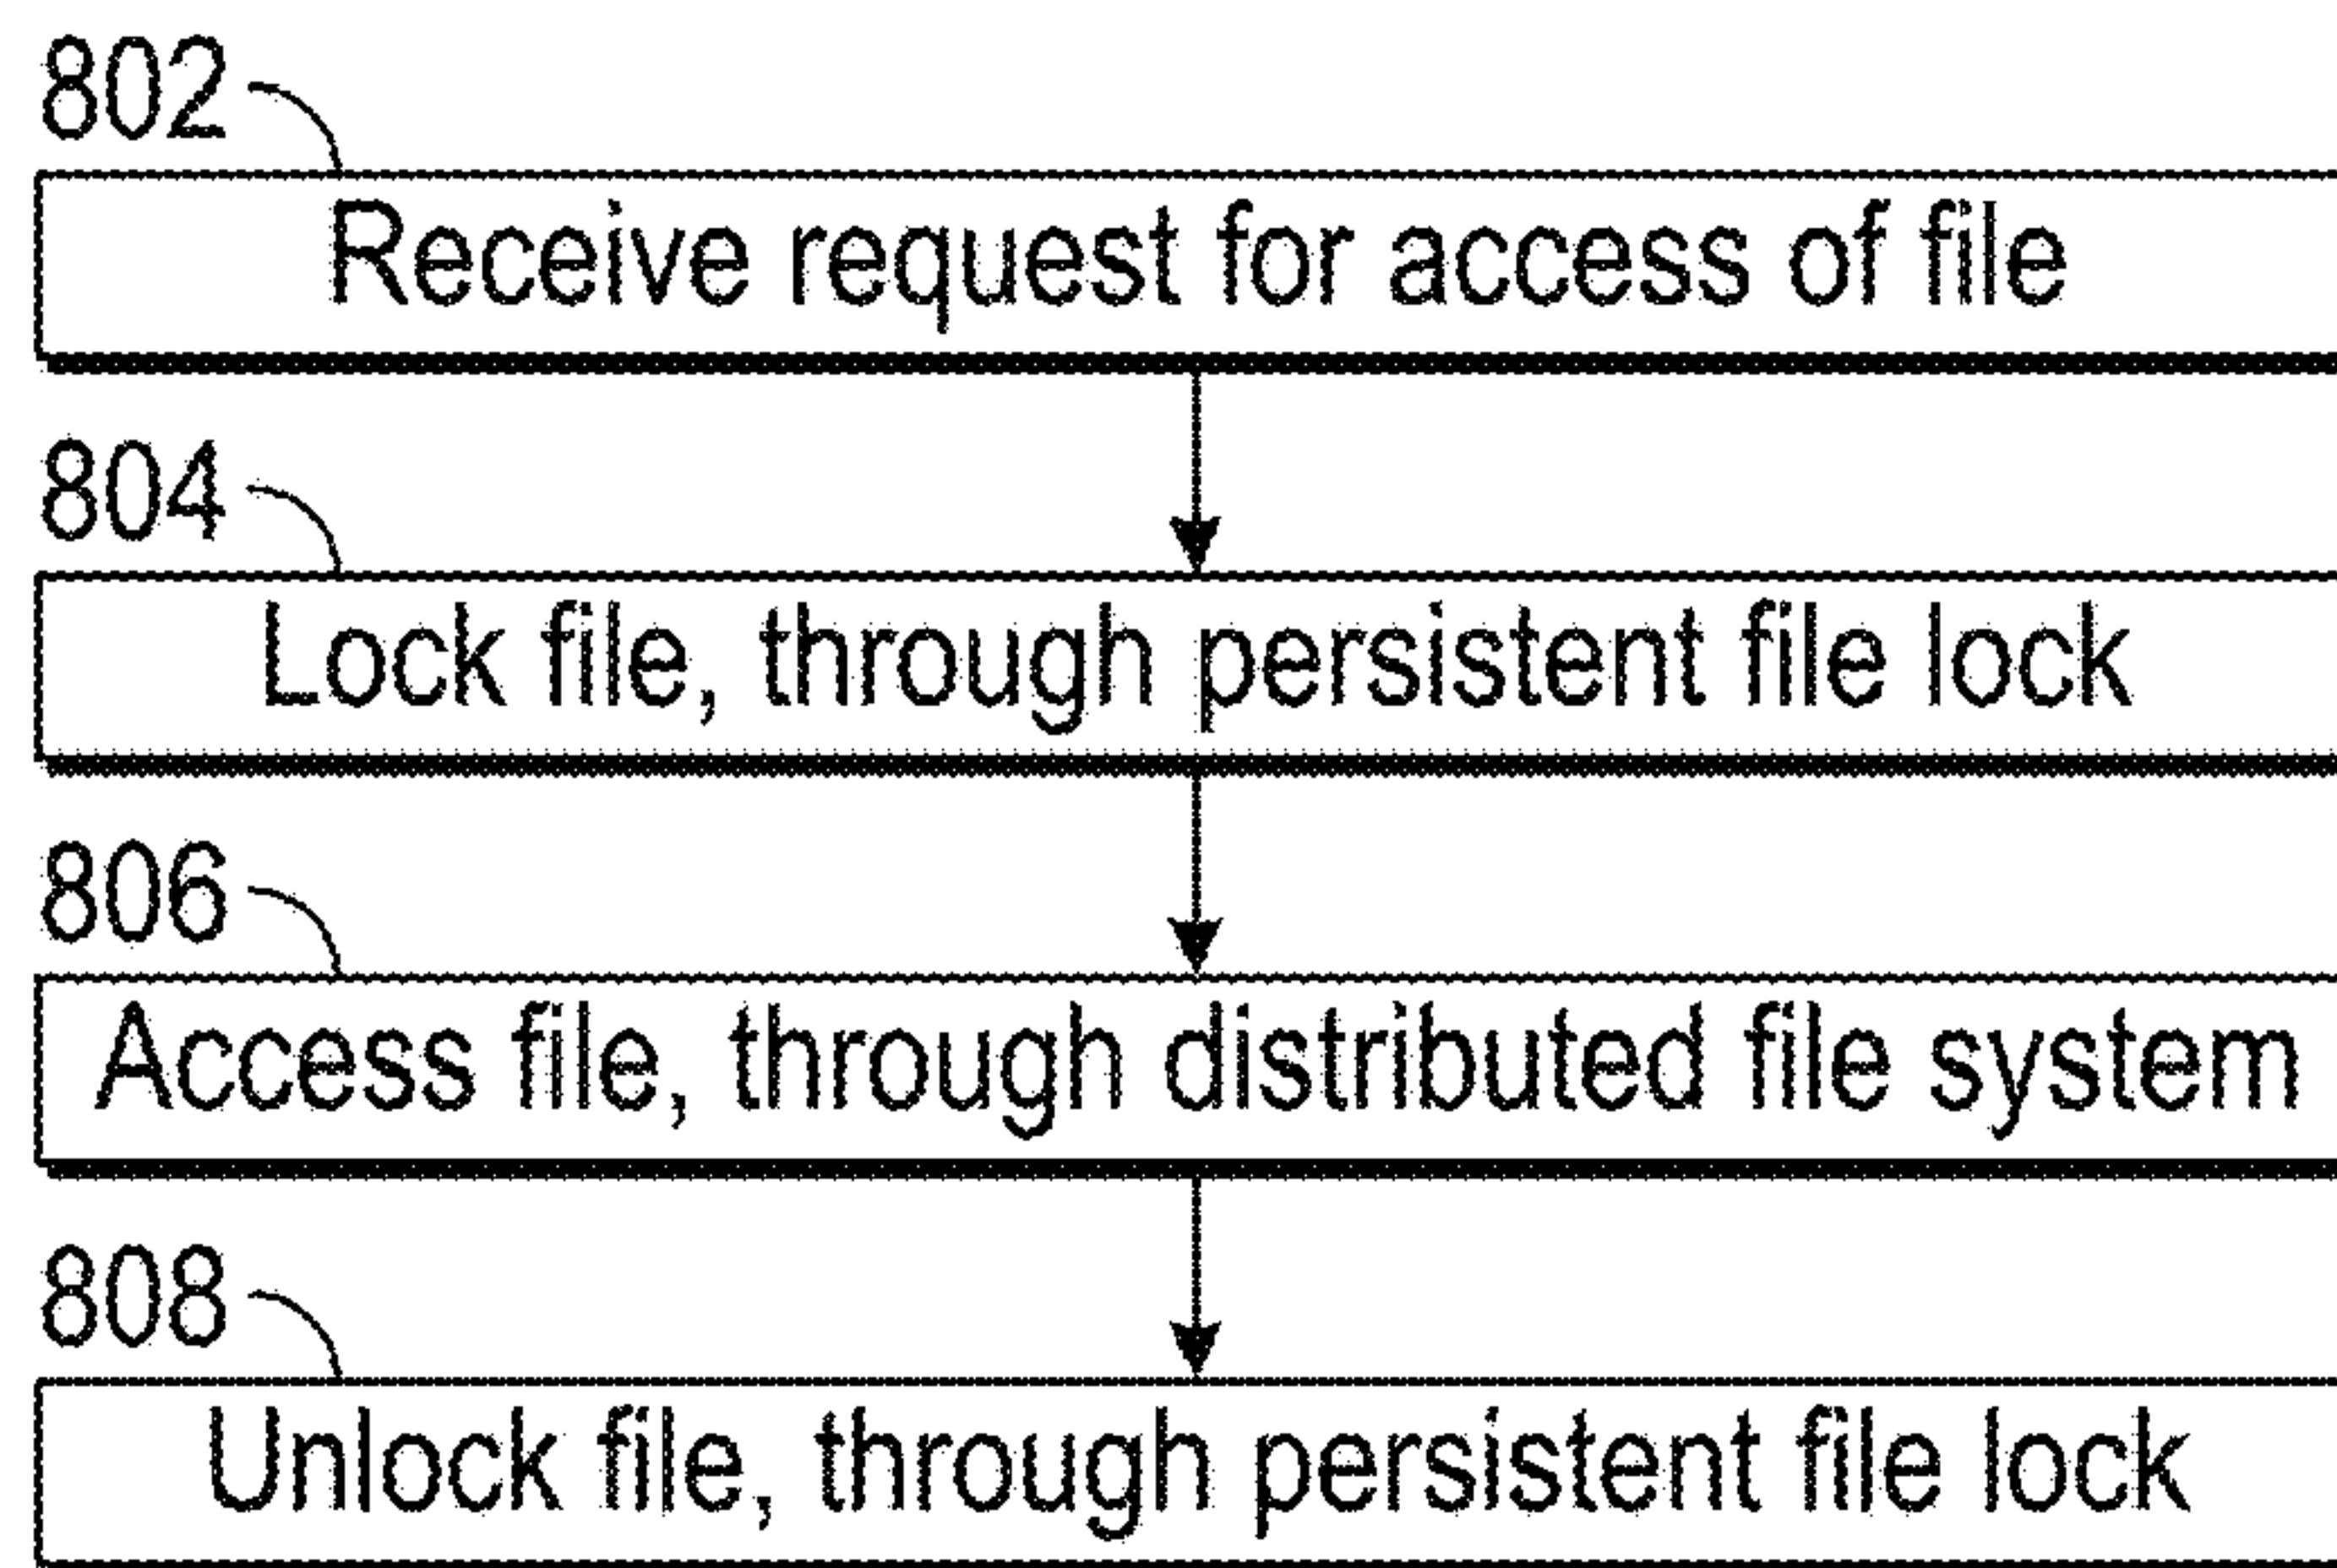 802
Receive request for access of file
804
Lock file, through persistent file lock
806
Access file, through distributed file system
808
Unlock file, through persistent file lock